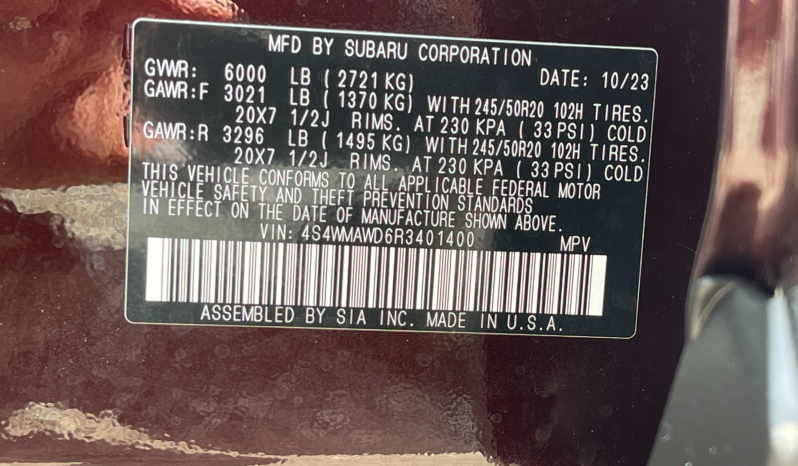 MFD BY SUBARU CORPORATION
GVWR: 6000 LB ( 2721 KG) DATE: 10/23
GAWR:F 3021 LB ( 1370 KG) WITH 245/50R20 102H TIRES.
20X7 1/2J RIMS. AT 230 KPA ( 33 PSI) COLD
GAWR:R 3296 LB ( 1495 KG) WITH 245/50R20 102H TIRES.
20X7 1/2J RIMS. AT 230 KPA ( 33 PSI) COLD
THIS VEHICLE CONFORMS TO ALL APPLICABLE FEDERAL MOTOR
VEHICLE SAFETY AND THEFT PREVENTION STANDARDS
IN EFFECT ON THE DATE OF MANUFACTURE SHOWN ABOVE.
VIN: 4S4WMAWD6R3401400 MPV
ASSEMBLED BY SIA INC. MADE IN U.S.A.